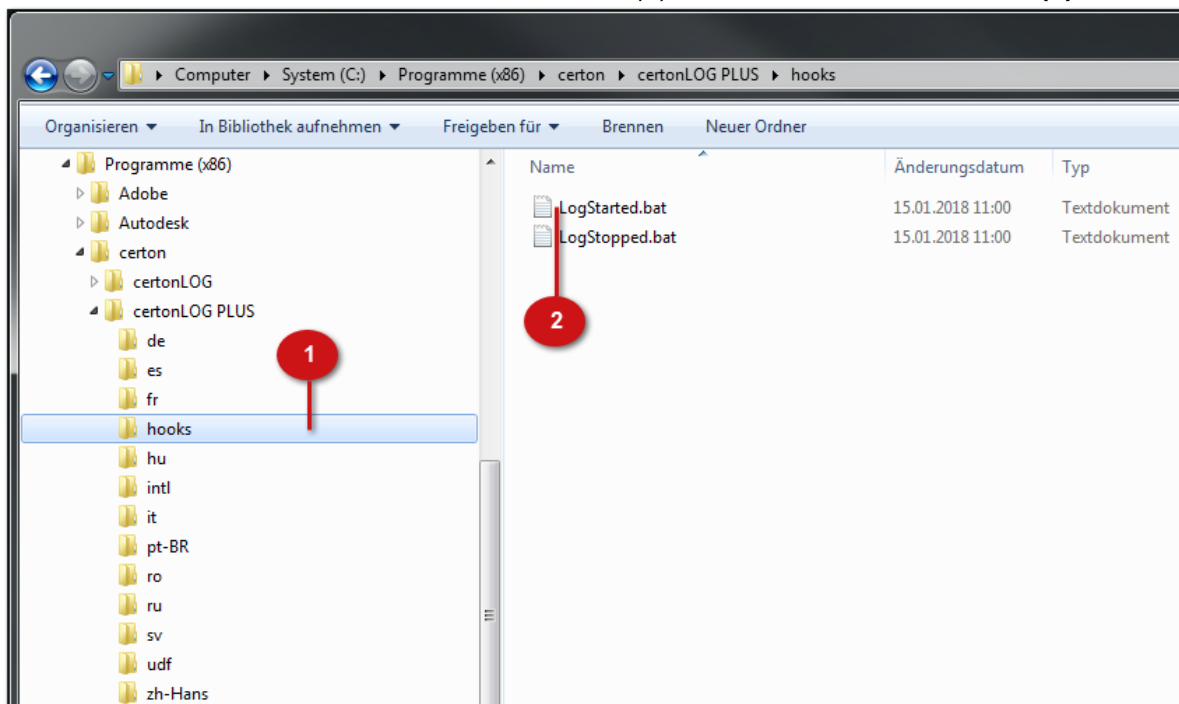 Computer ▸ System (C:) ▸ Programme (x86) ▸ certon ▸ certonLOG PLUS ▸ hooks
Organisieren In Bibliothek aufnehmen Freigeben für Brennen Neuer Ordner
Programme (x86)
Adobe
Autodesk
certon
certonLOG
certonLOG PLUS
de
es
fr
hooks
hu
intl
it
pt-BR
ro
ru
sv
udf
zh-Hans
1
Name Änderungsdatum Typ
LogStarted.bat 15.01.2018 11:00 Textdokument
LogStopped.bat 15.01.2018 11:00 Textdokument
2